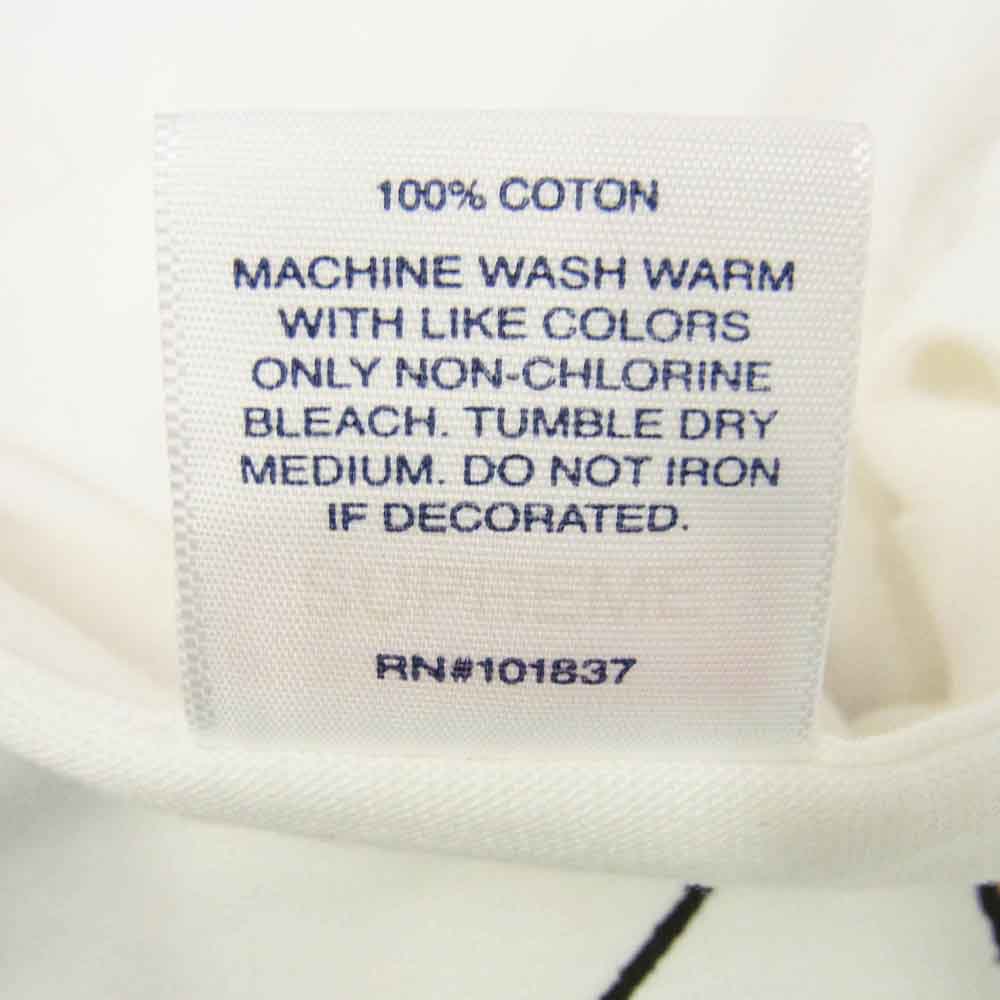 100% COTON
MACHINE WASH WARM
WITH LIKE COLORS
ONLY NON-CHLORINE
BLEACH. TUMBLE DRY
MEDIUM. DO NOT IRON
IF DECORATED.
RN#101837